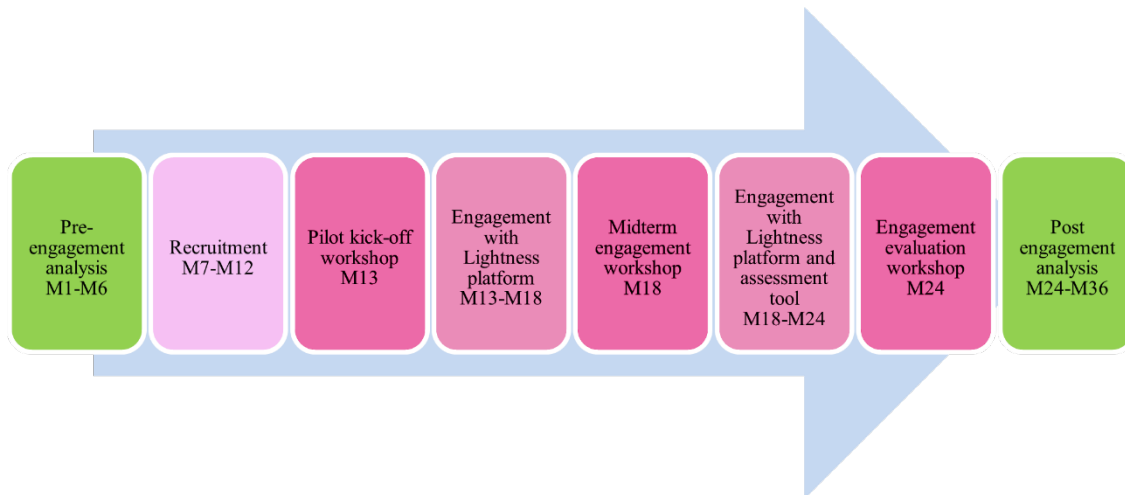 Pre-
engagement
analysis
M1-M6
Recruitment
M7-M12
Pilot kick-off
workshop
M13
Engagement
with
Lightness
platform
M13-M18
Midterm
engagement
workshop
M18
Engagement
with
Lightness
platform and
assessment
tool
M18-M24
Engagement
evaluation
workshop
M24
Post
engagement
analysis
M24-M36